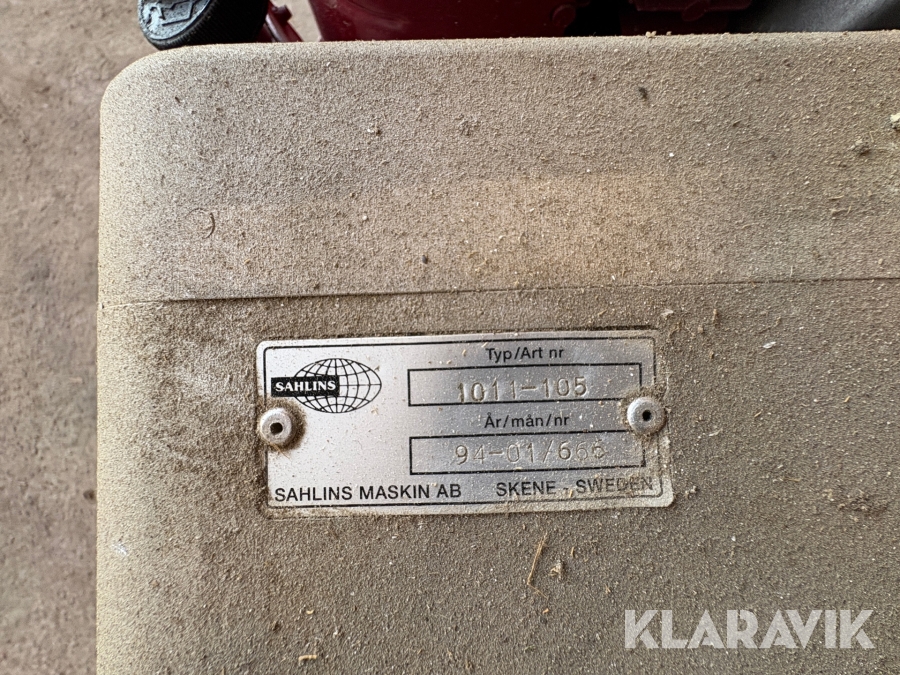 Typ/Art nr
SAHLINS
1011-105
År/mån/nr
94-01/666
SAHLINS MASKIN AB SKENE - SWEDEN
KLARAVIK